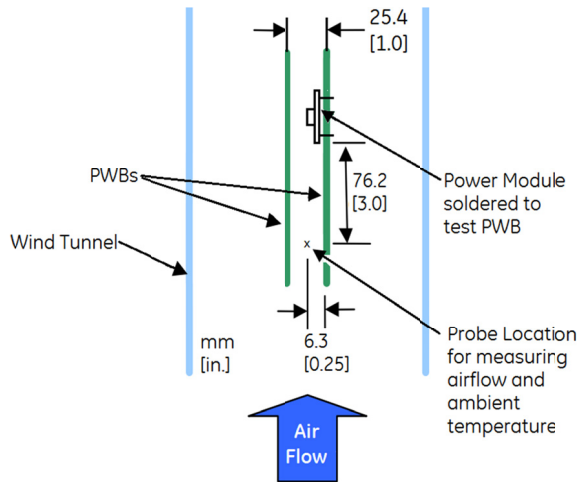 25.4
[1.0]
PWBs
76.2
[3.0]
Power Module
soldered to
test PWB
Wind Tunnel
x
mm
[in.]
6.3
[0.25]
Probe Location
for measuring
airflow and
ambient
temperature
Air
Flow